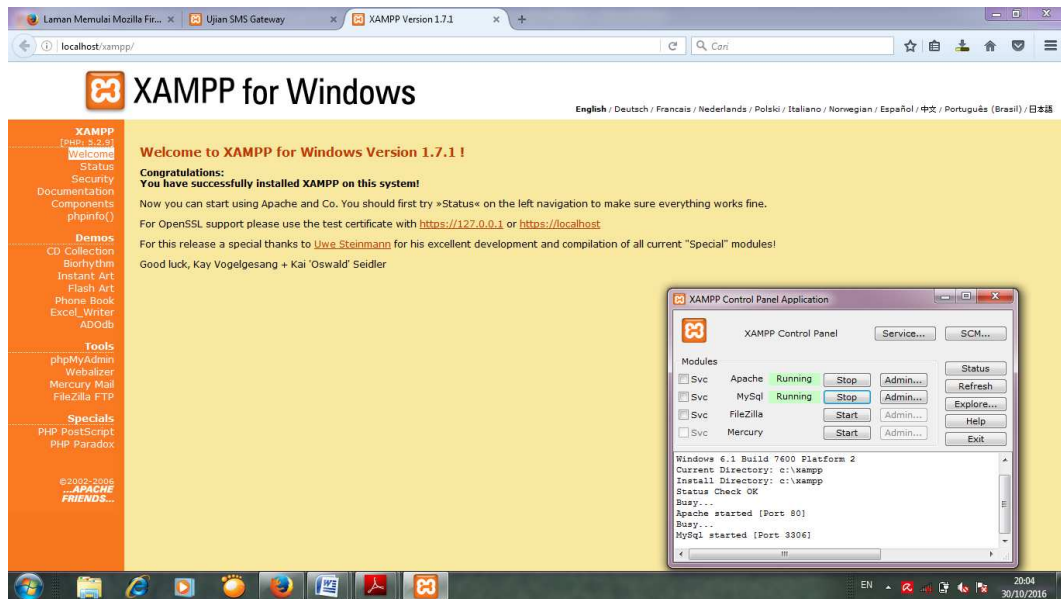 Laman Memulai Mozilla Fir...
Ujian SMS Gateway
XAMPP Version 1.7.1
localhost/xampp/
Cari
XAMPP for Windows
English / Deutsch / Francais / Nederlands / Polski / Italiano / Norwegian / Español / 中文 / Português (Brasil) / 日本語
XAMPP
[PHP: 5.2.9]
Welcome
Status
Security
Documentation
Components
phpinfo()
Demos
CD Collection
Biorhythm
Instant Art
Flash Art
Phone Book
Excel_Writer
ADOdb
Tools
phpMyAdmin
Webalizer
Mercury Mail
FileZilla FTP
Specials
PHP PostScript
PHP Paradox
©2002-2006
...APACHE
FRIENDS...
Welcome to XAMPP for Windows Version 1.7.1 !
Congratulations:
You have successfully installed XAMPP on this system!
Now you can start using Apache and Co. You should first try »Status« on the left navigation to make sure everything works fine.
For OpenSSL support please use the test certificate with https://127.0.0.1 or https://localhost
For this release a special thanks to Uwe Steinmann for his excellent development and compilation of all current "Special" modules!
Good luck, Kay Vogelgesang + Kai 'Oswald' Seidler
XAMPP Control Panel Application
XAMPP Control Panel Service... SCM...
Modules
Svc Apache Running Stop Admin...
Svc MySql Running Stop Admin...
Svc FileZilla Start Admin...
Svc Mercury Start Admin...
Status
Refresh
Explore...
Help
Exit
Windows 6.1 Build 7600 Platform 2
Current Directory: c:\xampp
Install Directory: c:\xampp
Status Check OK
Busy...
Apache started [Port 80]
Busy...
MySql started [Port 3306]
EN
20:04
30/10/2016